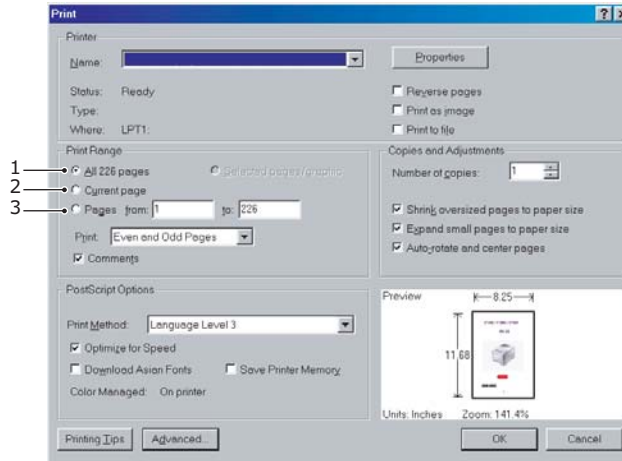 Print
Printer
Name:
Properties
Status: Ready
Type:
Where: LPT1:
Reverse pages
Print as image
Print to file
Print Range
1
All 226 pages
Selected pages/graphic
2
Current page
3
Pages from: 1 to: 226
Print: Even and Odd Pages
Comments
Copies and Adjustments
Number of copies: 1
Shrink oversized pages to paper size
Expand small pages to paper size
Auto-rotate and center pages
PostScript Options
Print Method: Language Level 3
Optimize for Speed
Download Asian Fonts
Save Printer Memory
Color Managed: On printer
Preview
8.25
11.68
Units: Inches Zoom: 141.4%
Printing Tips
Advanced...
OK
Cancel